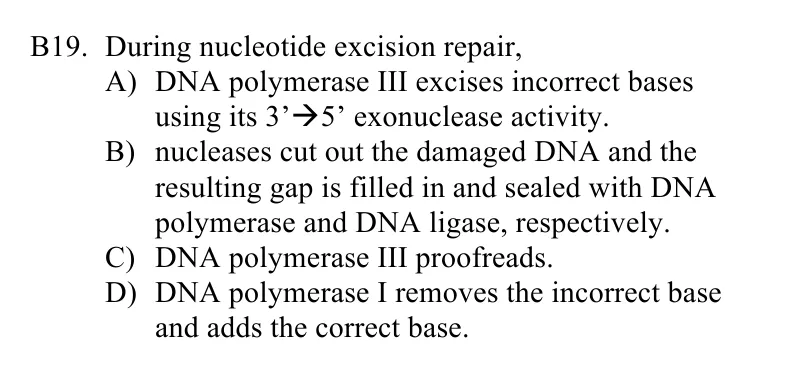 B19. During nucleotide excision repair,
A) DNA polymerase III excises incorrect bases
using its 3’→5’ exonuclease activity.
B) nucleases cut out the damaged DNA and the
resulting gap is filled in and sealed with DNA
polymerase and DNA ligase, respectively.
C) DNA polymerase III proofreads.
D) DNA polymerase I removes the incorrect base
and adds the correct base.